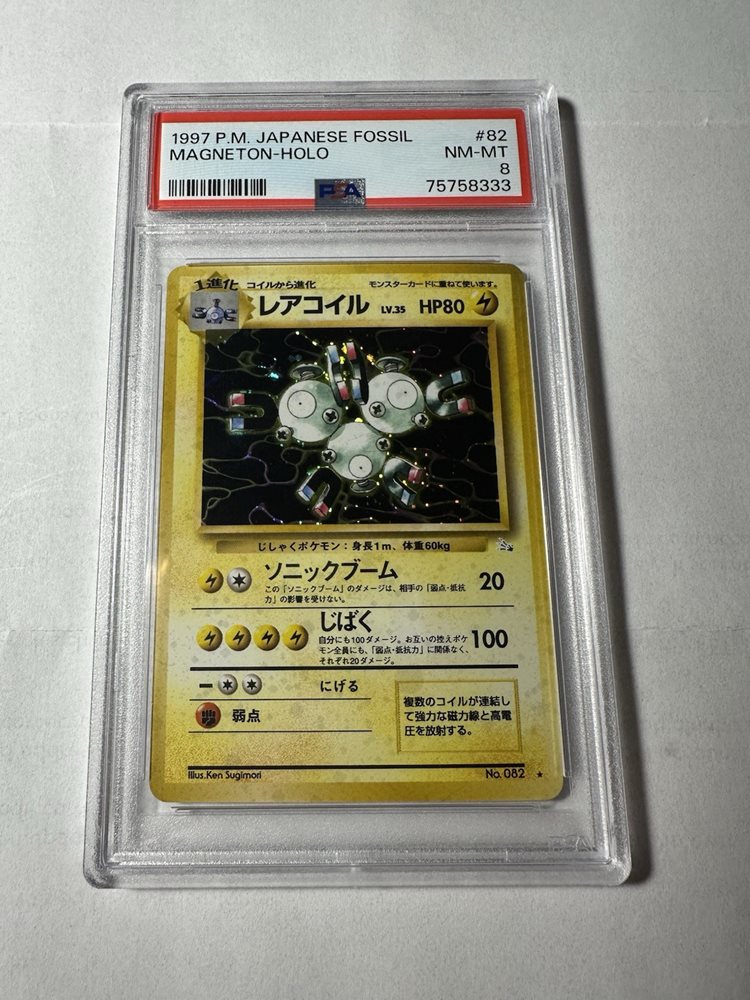 1997 P.M. JAPANESE FOSSIL #82
MAGNETON-HOLO NM-MT
8
PSA 75758333
1進化 コイルから進化 モンスターカードに重ねて使います。
レアコイル LV.35 HP80
じしゃくポケモン：身長1m、体重60kg
ソニックブーム 20
この「ソニックブーム」のダメージは、相手の「弱点・抵抗
力」の影響を受けない。
じばく 100
自分にも100ダメージ。お互いの控えポケ
モン全員にも、「弱点・抵抗力」に関係なく、
それぞれ20ダメージ。
にげる
弱点
複数のコイルが連結し
て強力な磁力線と高電
圧を放射する。
Illus.Ken Sugimori No. 082 ★
PSA